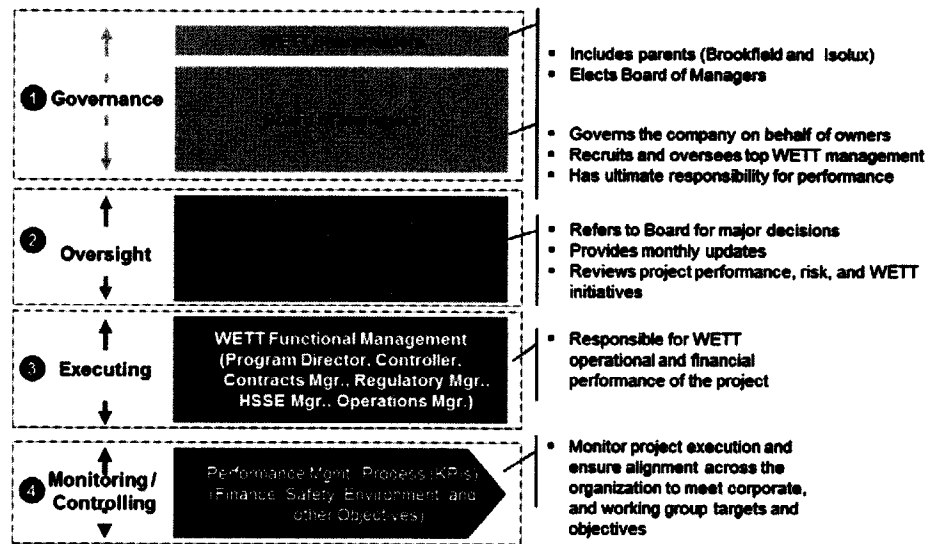 Includes parents (Brookfield and Isolux)
Elects Board of Managers
1 Governance
Governs the company on behalf of owners
Recruits and oversees top WETT management
Has ultimate responsibility for performance
2
Oversight
Refers to Board for major decisions
Provides monthly updates
Reviews project performance, risk, and WETT
initiatives
3 Executing
WETT Functional Management
(Program Director, Controller,
Contracts Mgr., Regulatory Mgr.,
HSSE Mgr., Operations Mgr.)
Responsible for WETT
operational and financial
performance of the project
4 Monitoring /
Controlling
Performance Mgmt. Process (KPIs)
(Finance Safety Environment and
other Objectives)
Monitor project execution and
ensure alignment across the
organization to meet corporate,
and working group targets and
objectives